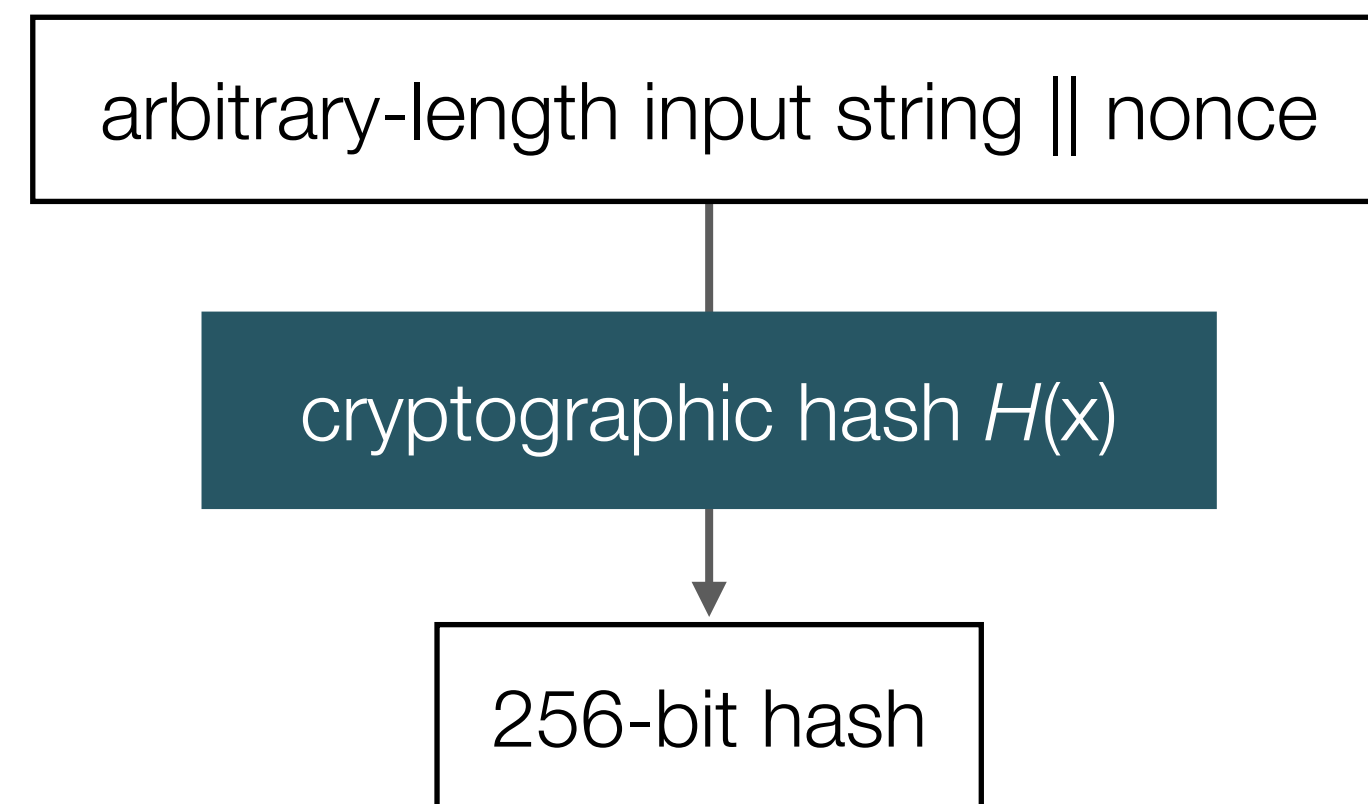 arbitrary-length input string || nonce
cryptographic hash H(x)
256-bit hash